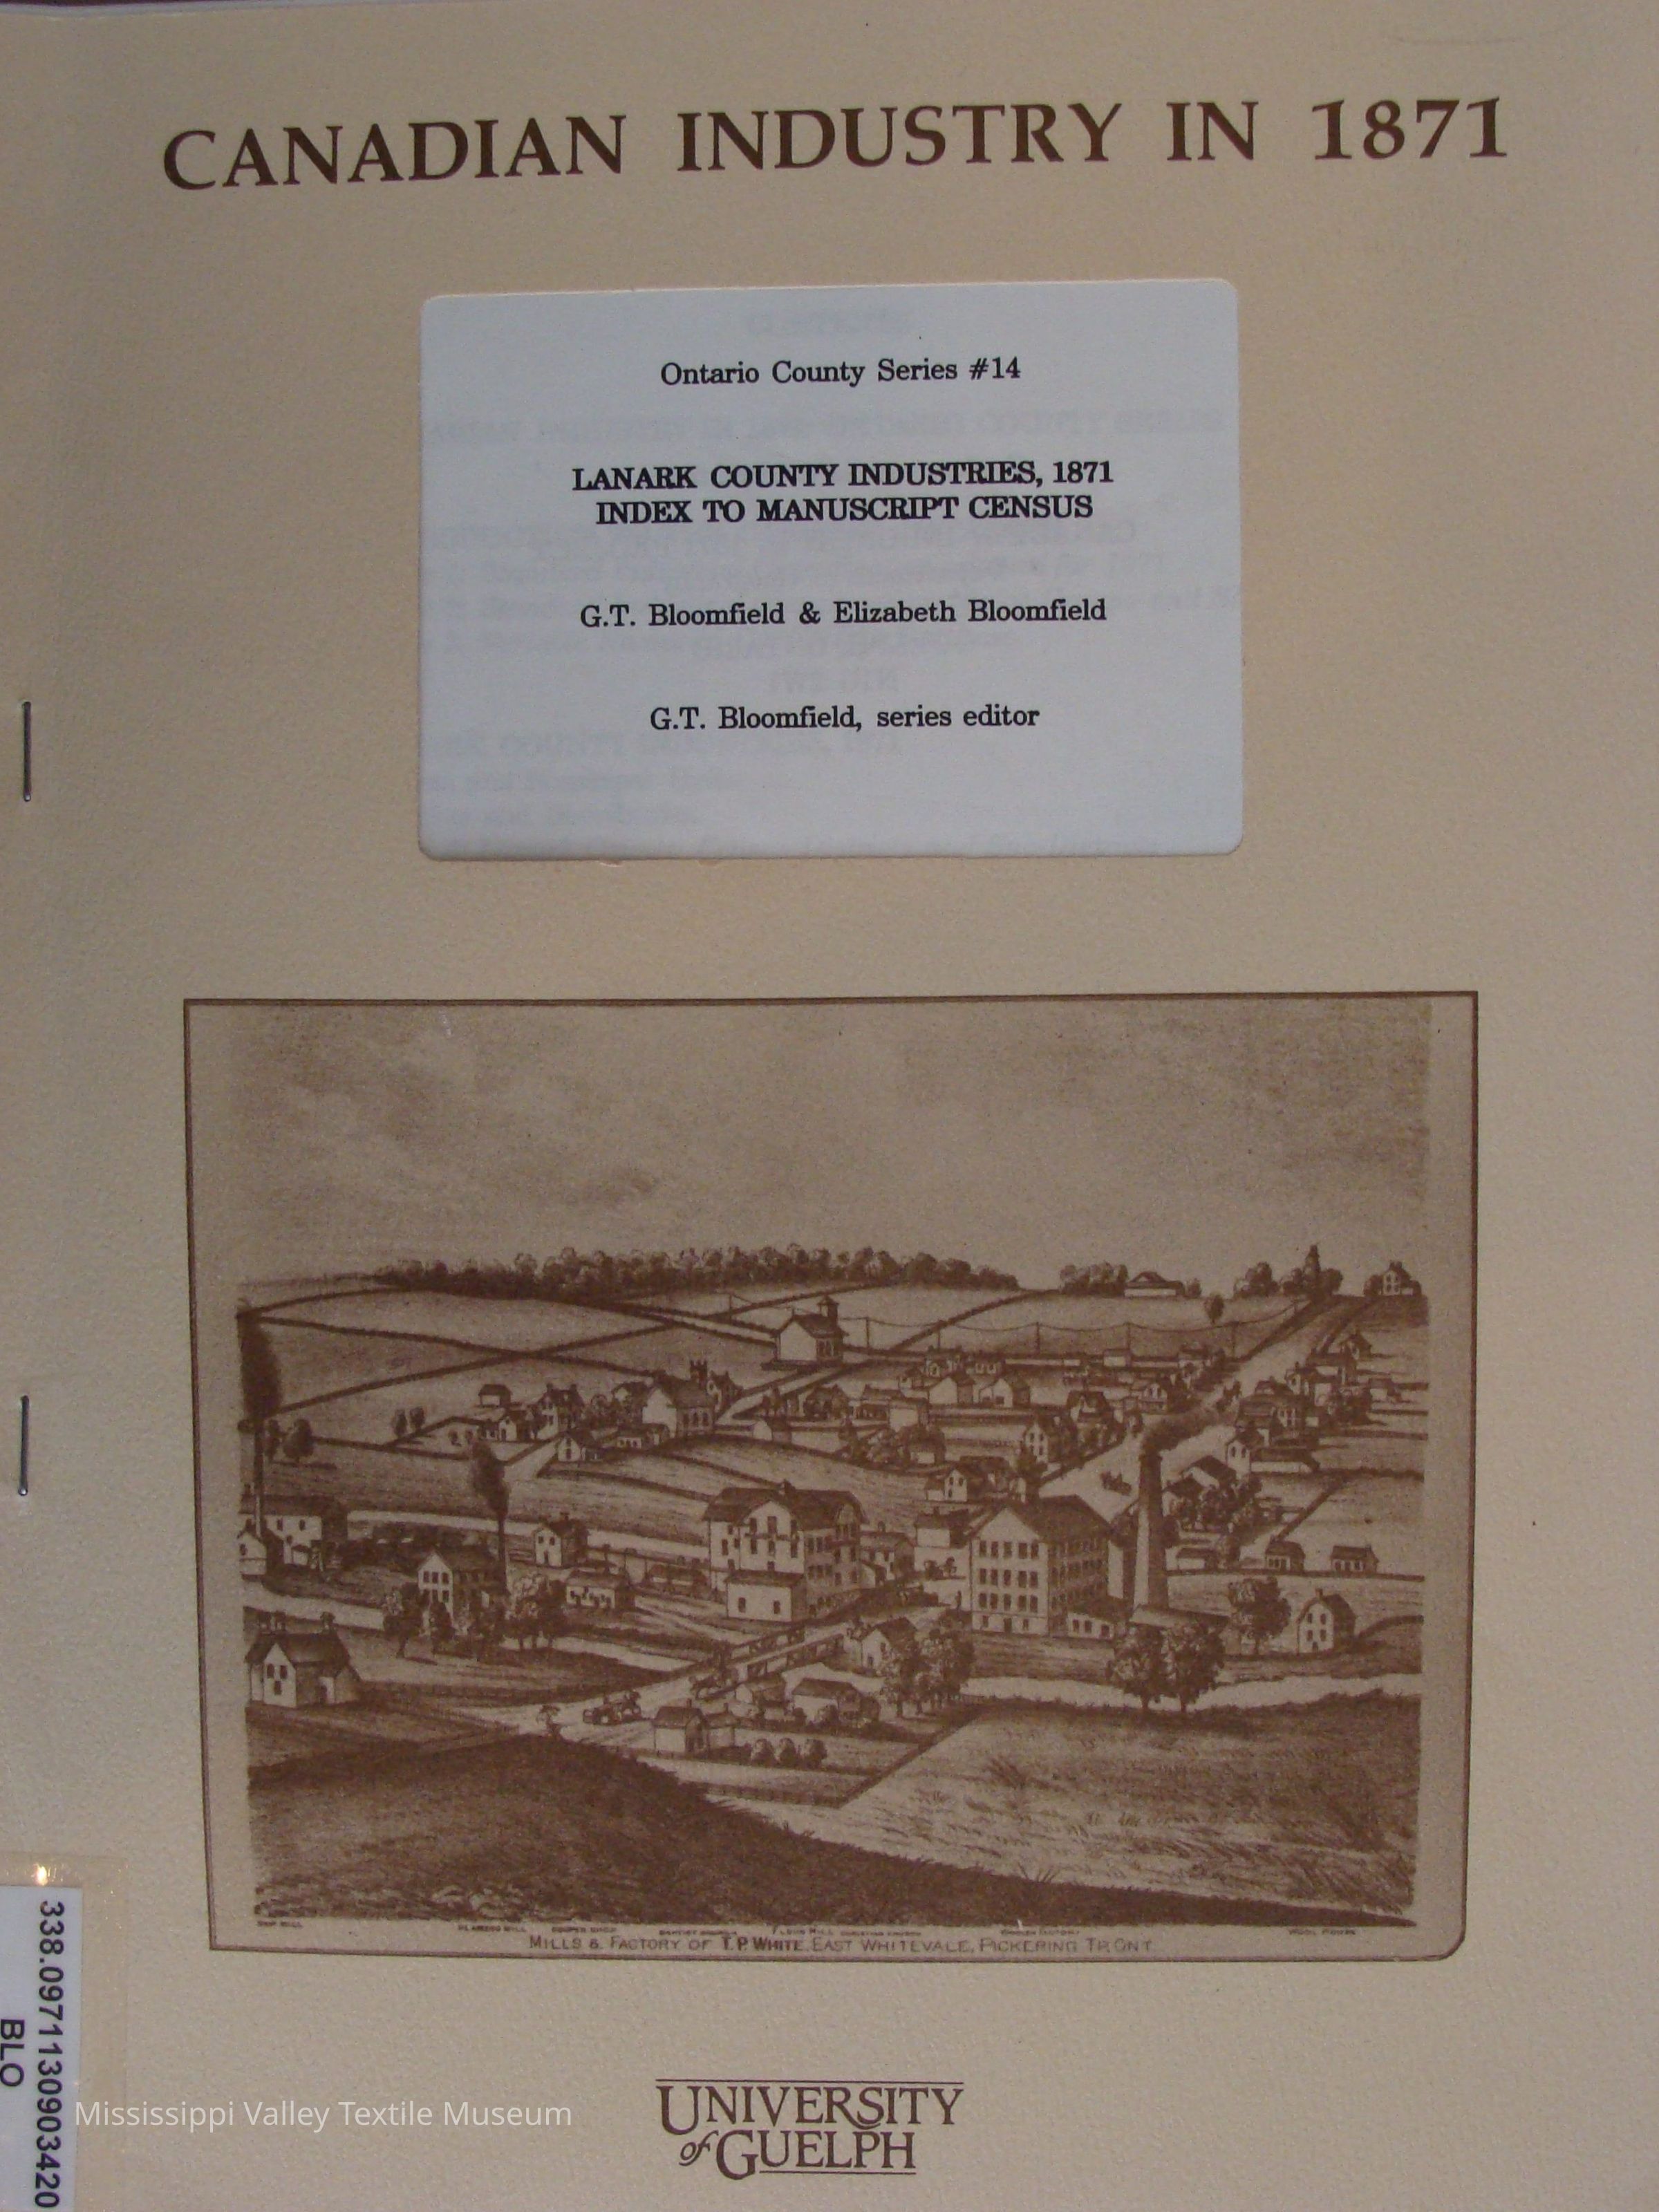 CANADIAN INDUSTRY IN 1871
Ontario County Series #14
LANARK COUNTY INDUSTRIES, 1871
INDEX TO MANUSCRIPT CENSUS
G.T. Bloomfield & Elizabeth Bloomfield
G.T. Bloomfield, series editor
MILLS & FACTORY OF T.P. WHITE, EAST WHITEVALE, PICKERING TP, ONT
338.0971130903420
BLO
Mississippi Valley Textile Museum
UNIVERSITY
of GUELPH